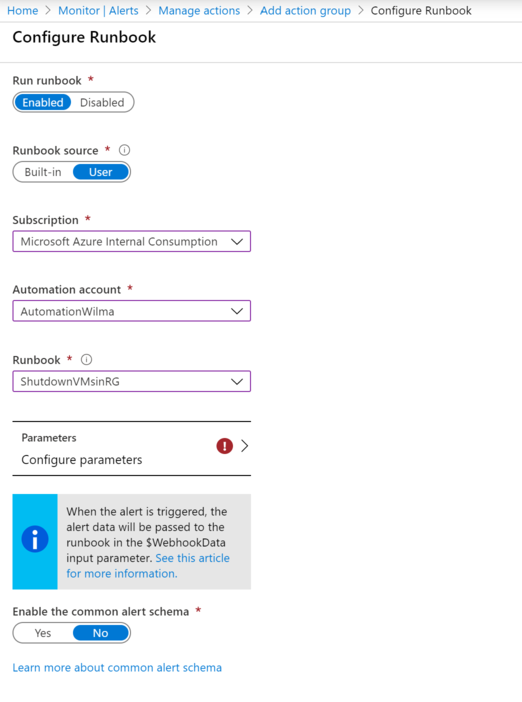 Home > Monitor | Alerts > Manage actions > Add action group > Configure Runbook
Configure Runbook
Run runbook *
Enabled Disabled
Runbook source *
Built-in User
Subscription *
Microsoft Azure Internal Consumption
Automation account *
AutomationWilma
Runbook *
ShutdownVMsinRG
Parameters
Configure parameters
When the alert is triggered, the
alert data will be passed to the
runbook in the $WebhookData
input parameter. See this article
for more information.
Enable the common alert schema *
Yes No
Learn more about common alert schema